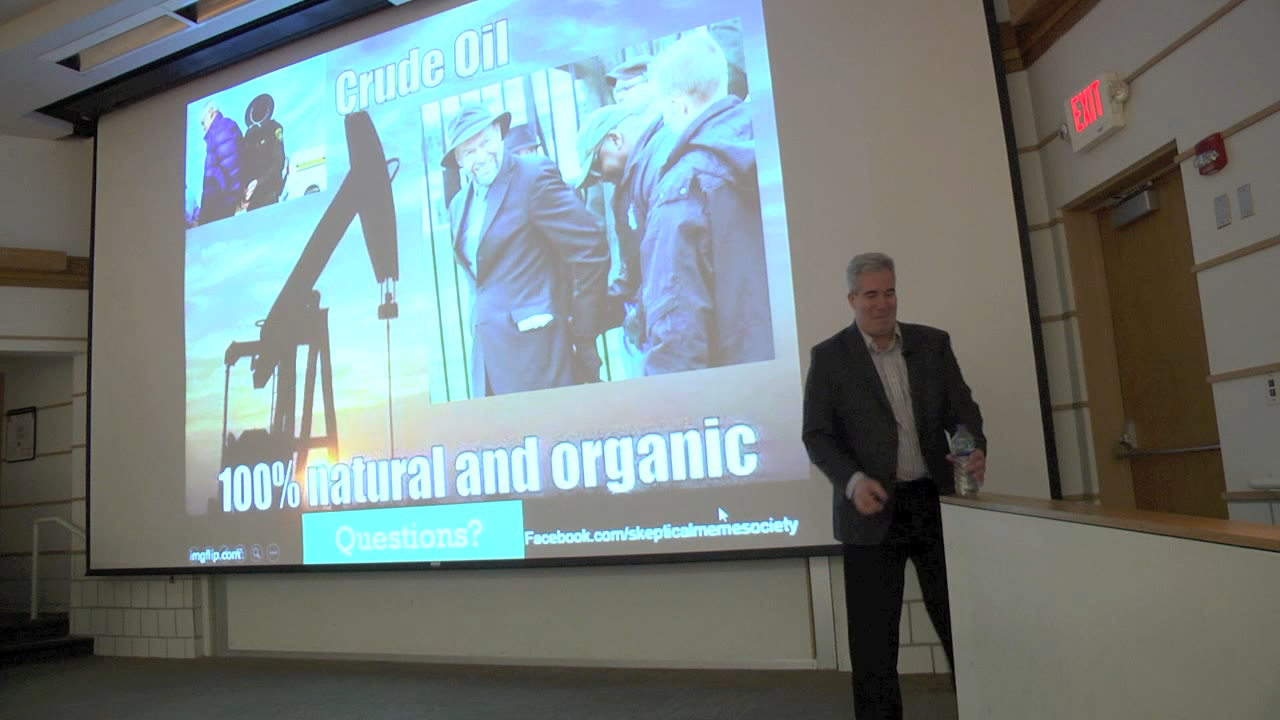 Crude Oil
EXIT
100% natural and organic
Questions?
Facebook.com/skepticalmemesociety
imgflip.com